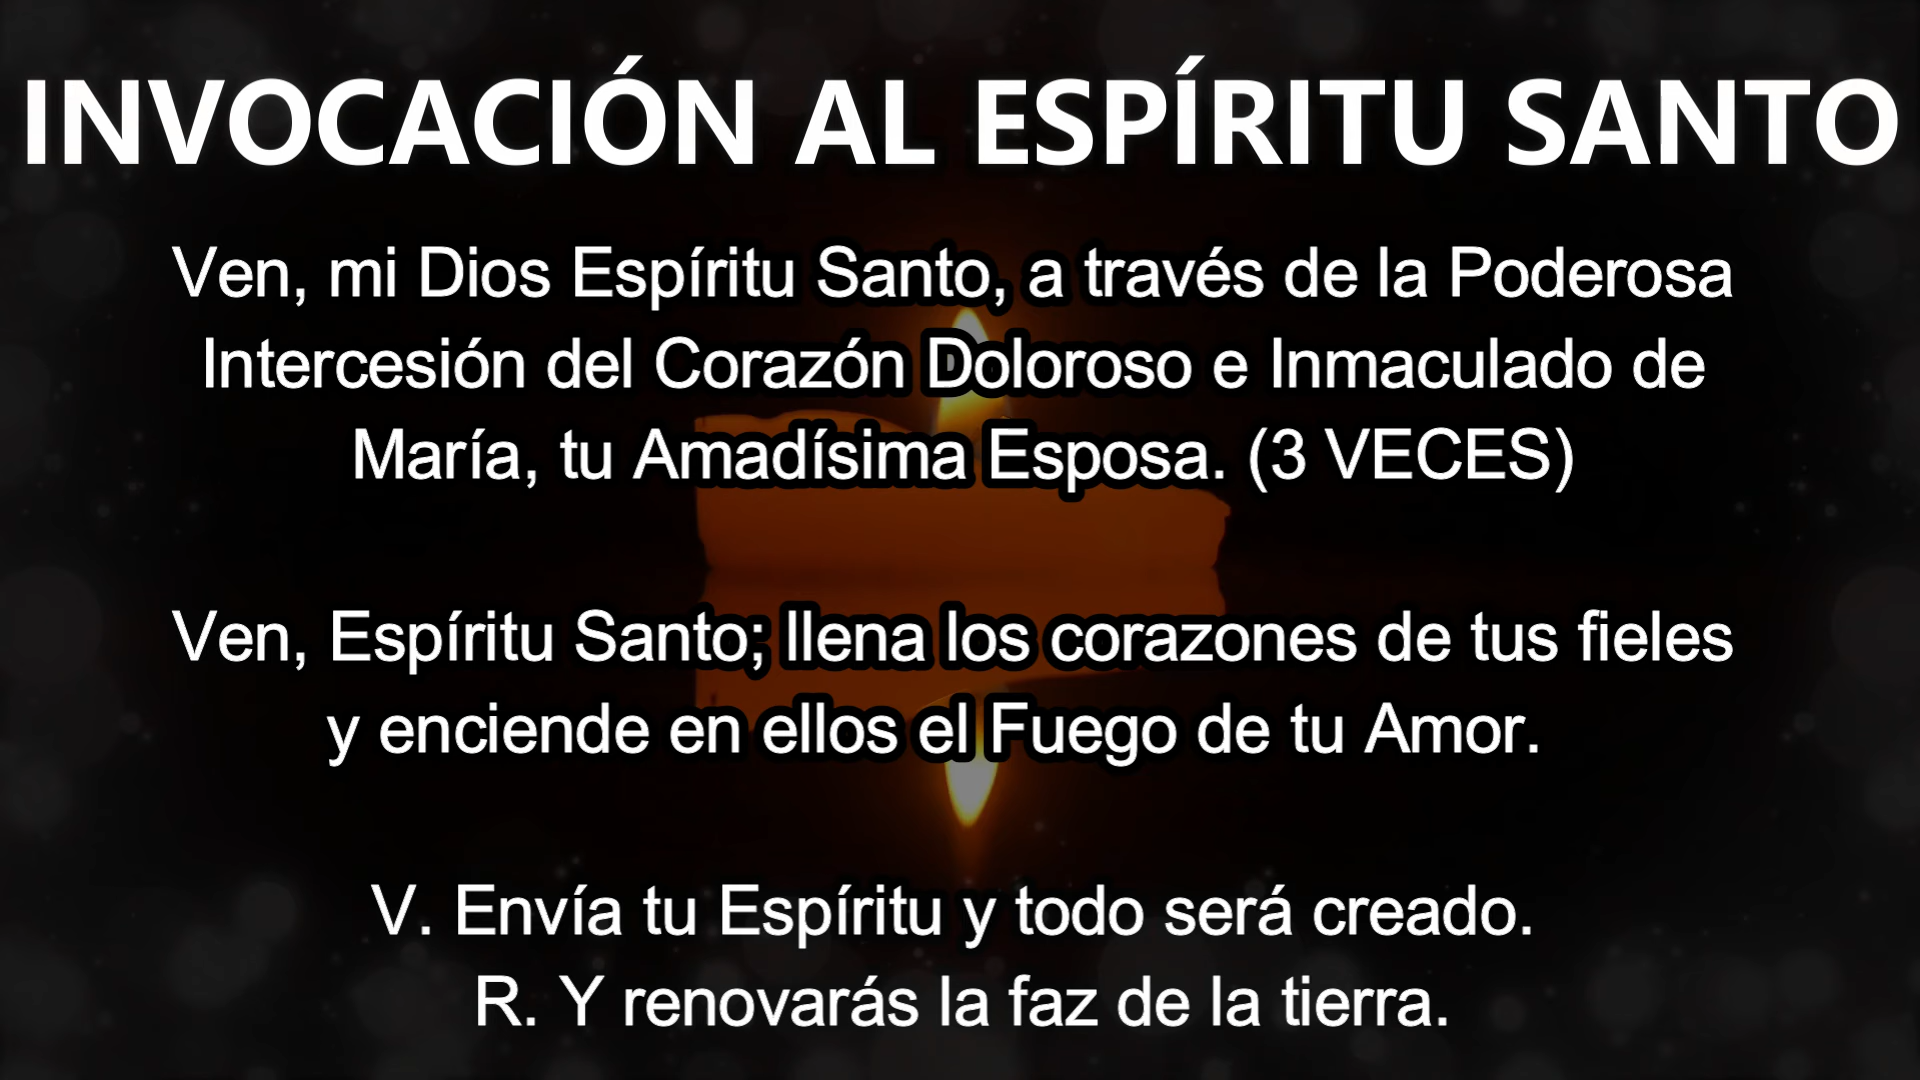 INVOCACIÓN AL ESPÍRITU SANTO
Ven, mi Dios Espíritu Santo, a través de la Poderosa
Intercesión del Corazón Doloroso e Inmaculado de
María, tu Amadísima Esposa. (3 VECES)
Ven, Espíritu Santo; llena los corazones de tus fieles
y enciende en ellos el Fuego de tu Amor.
V. Envía tu Espíritu y todo será creado.
R. Y renovarás la faz de la tierra.